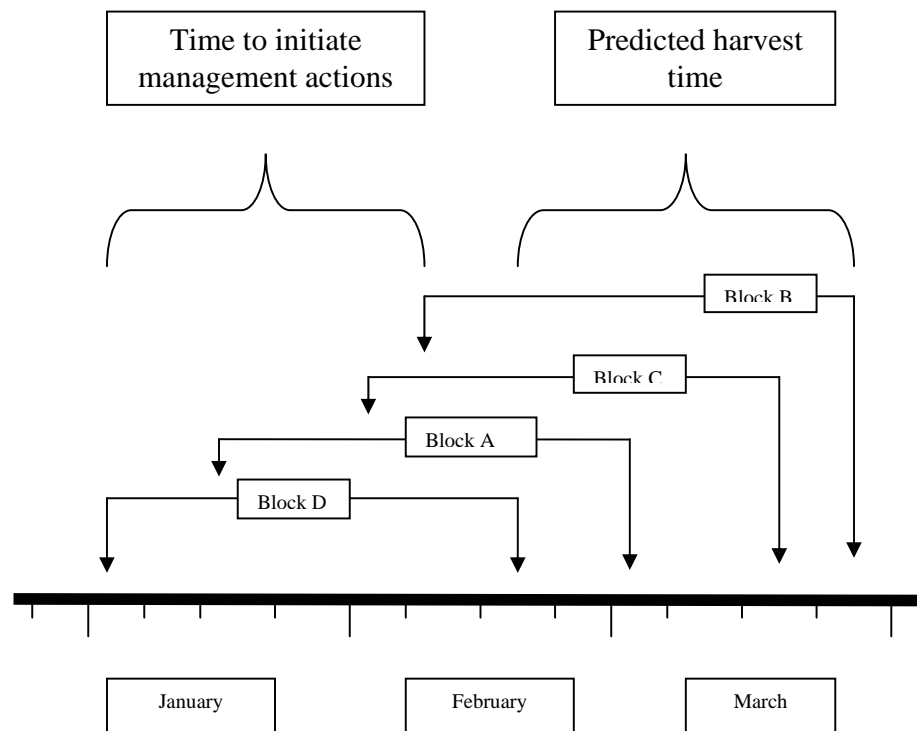 Time to initiate
management actions
Predicted harvest
time
Block B
Block C
Block A
Block D
January
February
March